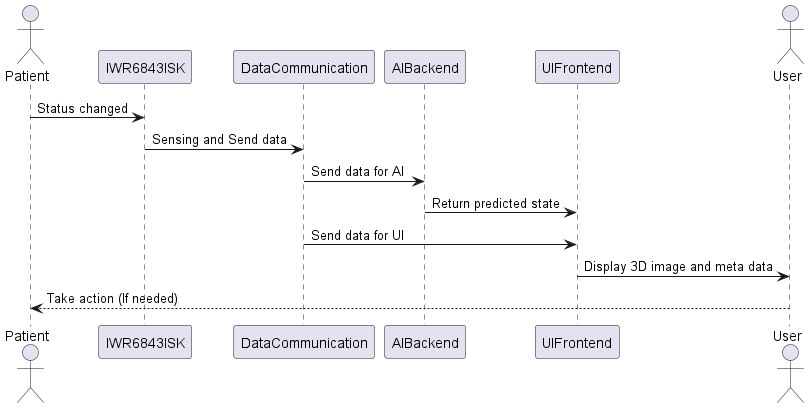 Patient
User
IWR6843ISK
DataCommunication
AIBackend
UIFrontend
Status changed
Sensing and Send data
Send data for AI
Return predicted state
Send data for UI
Display 3D image and meta data
Take action (If needed)
Patient
IWR6843ISK
DataCommunication
AIBackend
UIFrontend
User